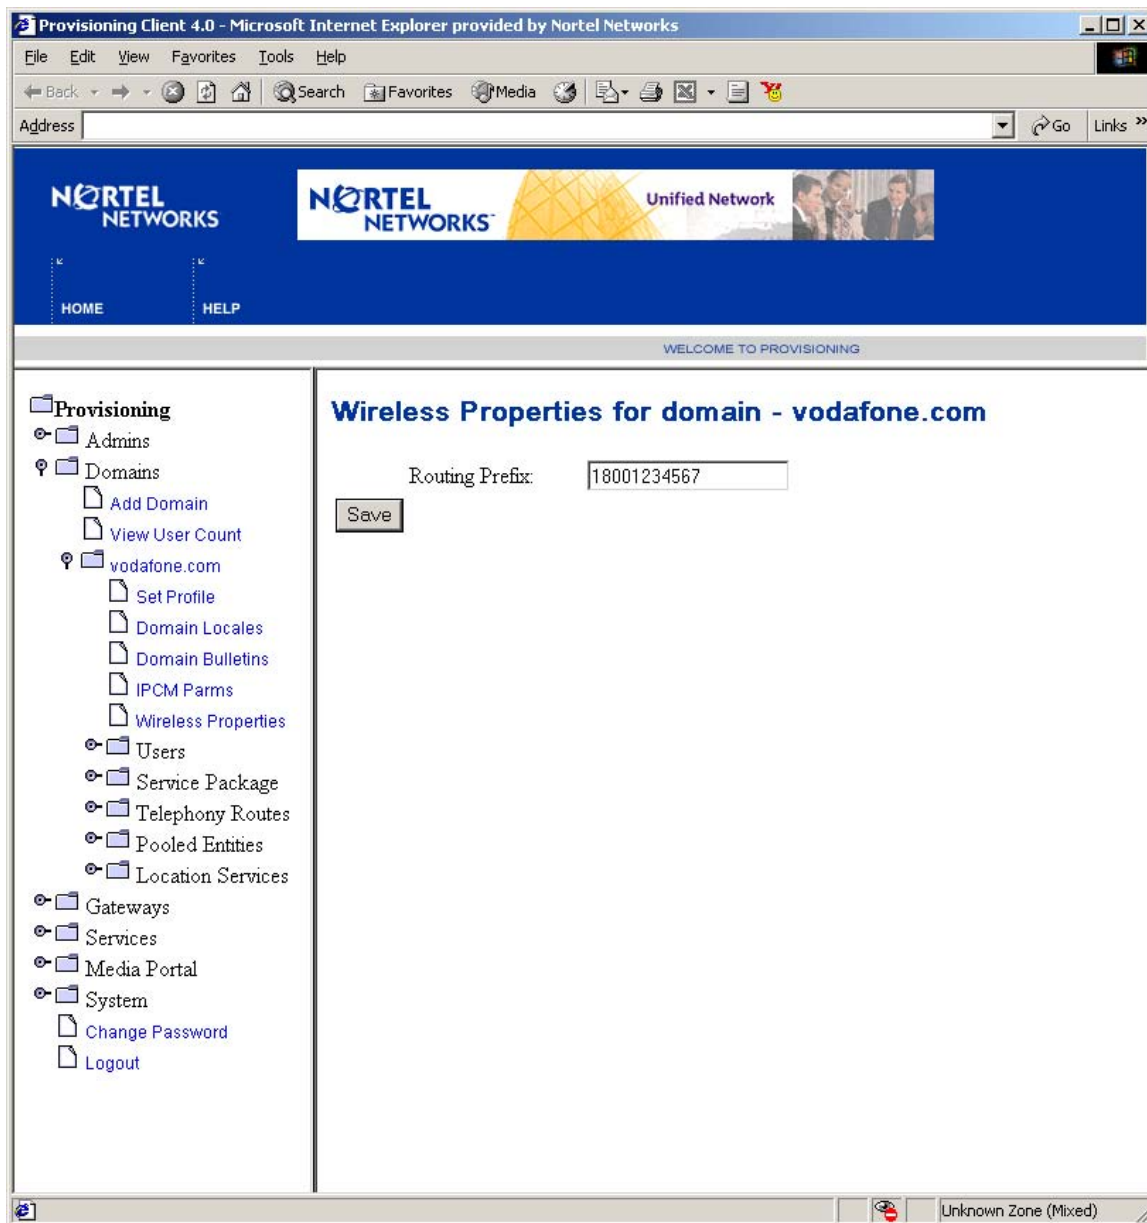 Provisioning Client 4.0 - Microsoft Internet Explorer provided by Nortel Networks
File Edit View Favorites Tools Help
Back Search Favorites Media
Address Go Links »
NORTEL NETWORKS
NORTEL NETWORKS™ Unified Network
HOME HELP
WELCOME TO PROVISIONING
Provisioning
Admins
Domains
Add Domain
View User Count
vodafone.com
Set Profile
Domain Locales
Domain Bulletins
IPCM Parms
Wireless Properties
Users
Service Package
Telephony Routes
Pooled Entities
Location Services
Gateways
Services
Media Portal
System
Change Password
Logout
Wireless Properties for domain - vodafone.com
Routing Prefix: 18001234567
Save
Unknown Zone (Mixed)